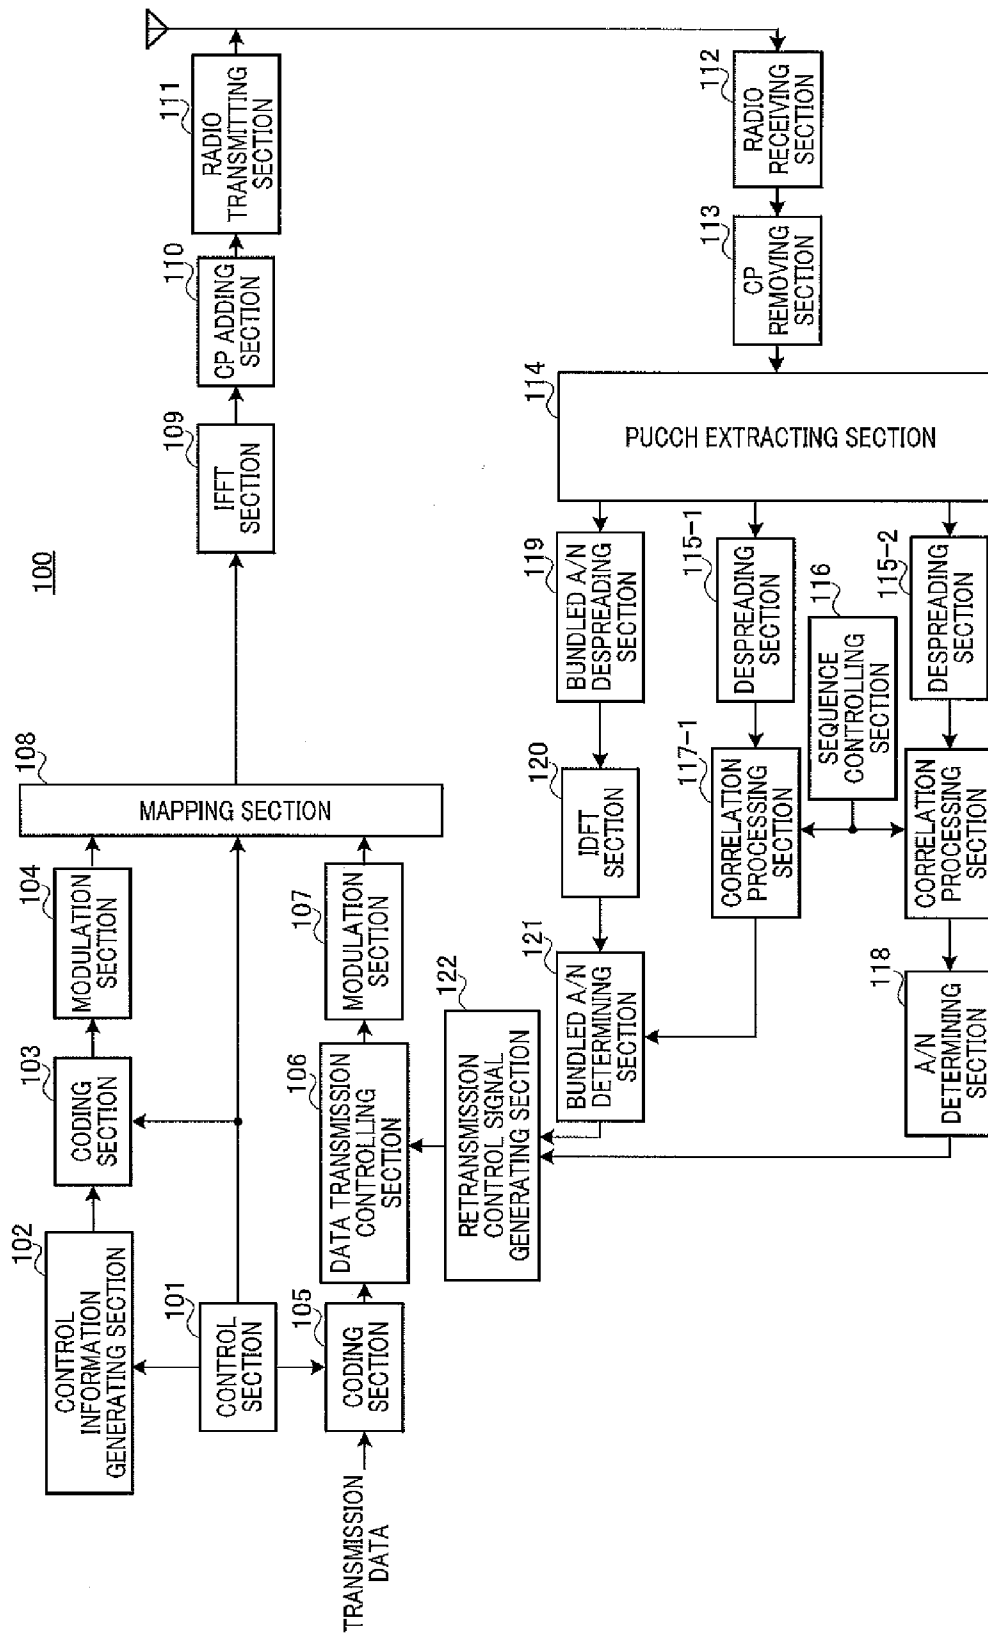 100
102
CONTROL
INFORMATION
GENERATING SECTION
103
CODING
SECTION
104
MODULATION
SECTION
101
CONTROL
SECTION
TRANSMISSION
DATA
105
CODING
SECTION
106
DATA TRANSMISSION
CONTROLLING
SECTION
107
MODULATION
SECTION
108
MAPPING SECTION
109
IFFT
SECTION
110
CP ADDING
SECTION
111
RADIO
TRANSMITTING
SECTION
112
RADIO
RECEIVING
SECTION
113
CP
REMOVING
SECTION
114
PUCCH EXTRACTING SECTION
122
RETRANSMISSION
CONTROL SIGNAL
GENERATING SECTION
121
BUNDLED A/N
DETERMINING
SECTION
120
IDFT
SECTION
119
BUNDLED A/N
DESPREADING
SECTION
117-1
CORRELATION
PROCESSING
SECTION
115-1
DESPREADING
SECTION
116
SEQUENCE
CONTROLLING
SECTION
118
A/N
DETERMINING
SECTION
CORRELATION
PROCESSING
SECTION
115-2
DESPREADING
SECTION